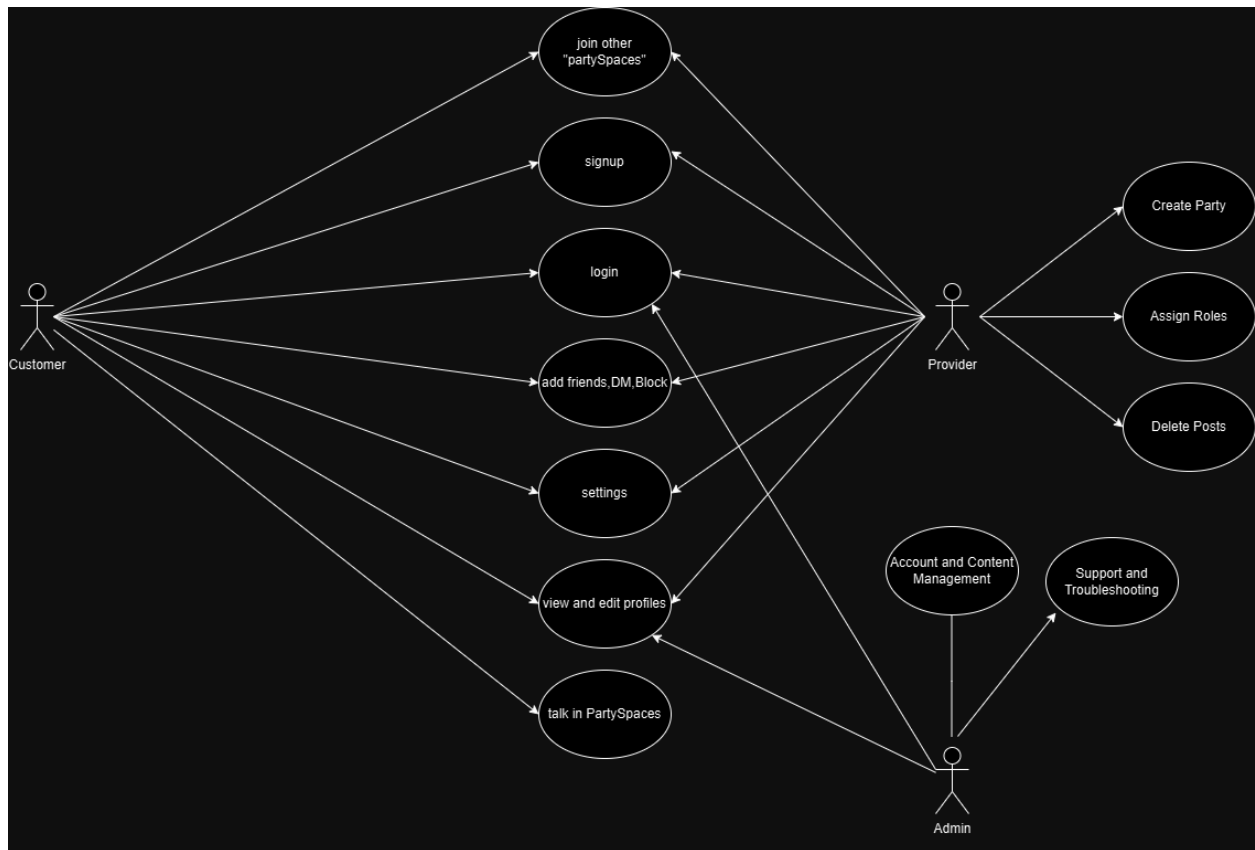 join other
"partySpaces"
signup
Create Party
login
Customer
Assign Roles
Provider
add friends,DM,Block
Delete Posts
settings
Account and Content
Management
Support and
Troubleshooting
view and edit profiles
talk in PartySpaces
Admin